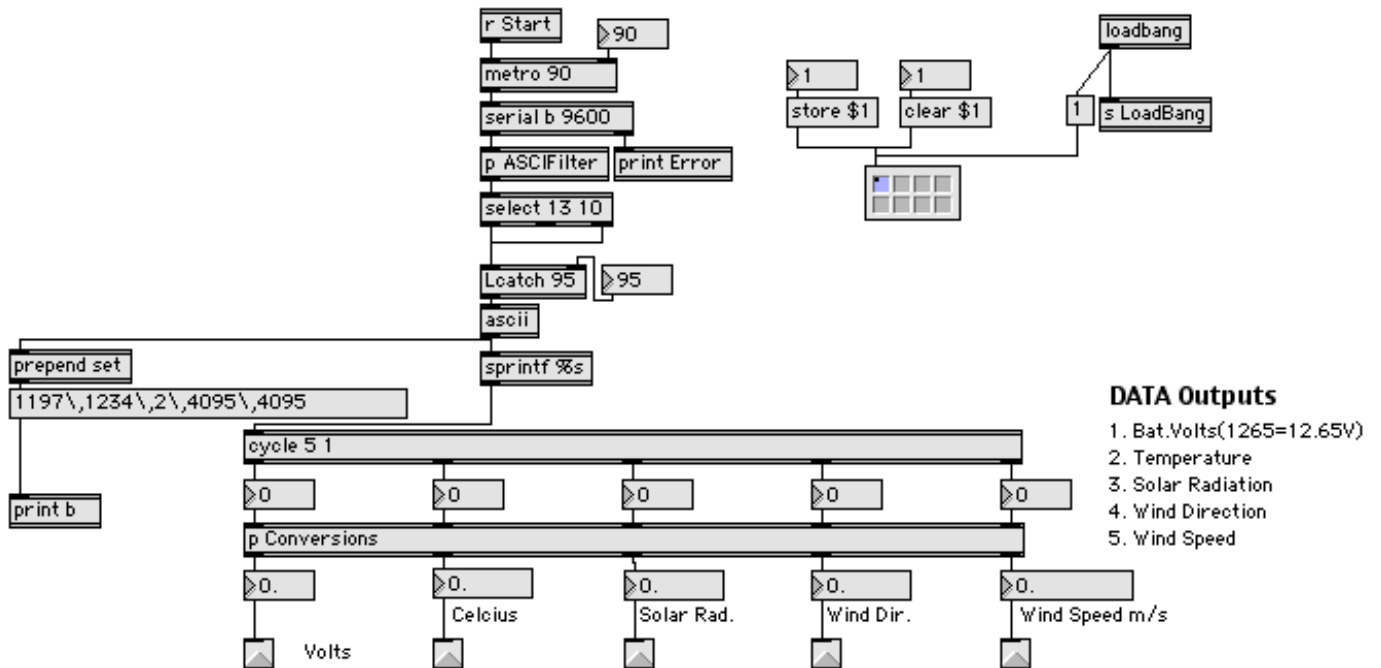 r Start
90
metro 90
serial b 9600
p ASCIFilter
print Error
select 13 10
Lcatch 95
95
ascii
prepend set
sprintf %s
1197\,1234\,2\,4095\,4095
print b
cycle 5 1
0
0
0
0
0
p Conversions
0.
0.
0.
0.
0.
Volts
Celcius
Solar Rad.
Wind Dir.
Wind Speed m/s
1
1
store $1
clear $1
loadbang
1
s LoadBang
DATA Outputs
1. Bat.Volts(1265=12.65V)
2. Temperature
3. Solar Radiation
4. Wind Direction
5. Wind Speed